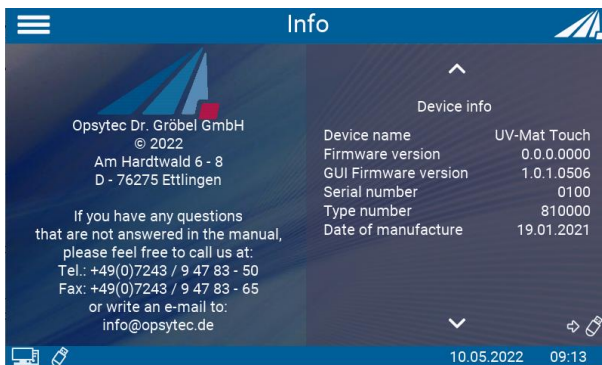 Info
Opsytec Dr. Gröbel GmbH
© 2022
Am Hardtwald 6 - 8
D - 76275 Ettlingen
If you have any questions
that are not answered in the manual,
please feel free to call us at:
Tel.: +49(0)7243 / 9 47 83 - 50
Fax: +49(0)7243 / 9 47 83 - 65
or write an e-mail to:
info@opsytec.de
Device info
Device name UV-Mat Touch
Firmware version 0.0.0.0000
GUI Firmware version 1.0.1.0506
Serial number 0100
Type number 810000
Date of manufacture 19.01.2021
10.05.2022 09:13